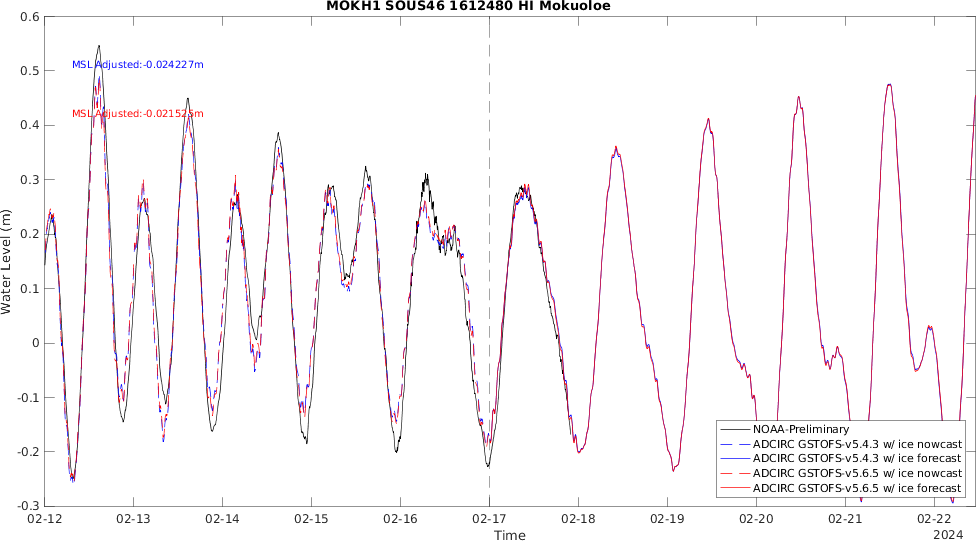 MOKH1 SOUS46 1612480 HI Mokuoloe
0.6
0.5
0.4
0.3
0.2
0.1
0
-0.1
-0.2
-0.3
Water Level (m)
MSL Adjusted:-0.024227m
MSL Adjusted:-0.021525m
NOAA-Preliminary
ADCIRC GSTOFS-v5.4.3 w/ ice nowcast
ADCIRC GSTOFS-v5.4.3 w/ ice forecast
ADCIRC GSTOFS-v5.6.5 w/ ice nowcast
ADCIRC GSTOFS-v5.6.5 w/ ice forecast
02-12 02-13 02-14 02-15 02-16 02-17 02-18 02-19 02-20 02-21 02-22
Time 2024